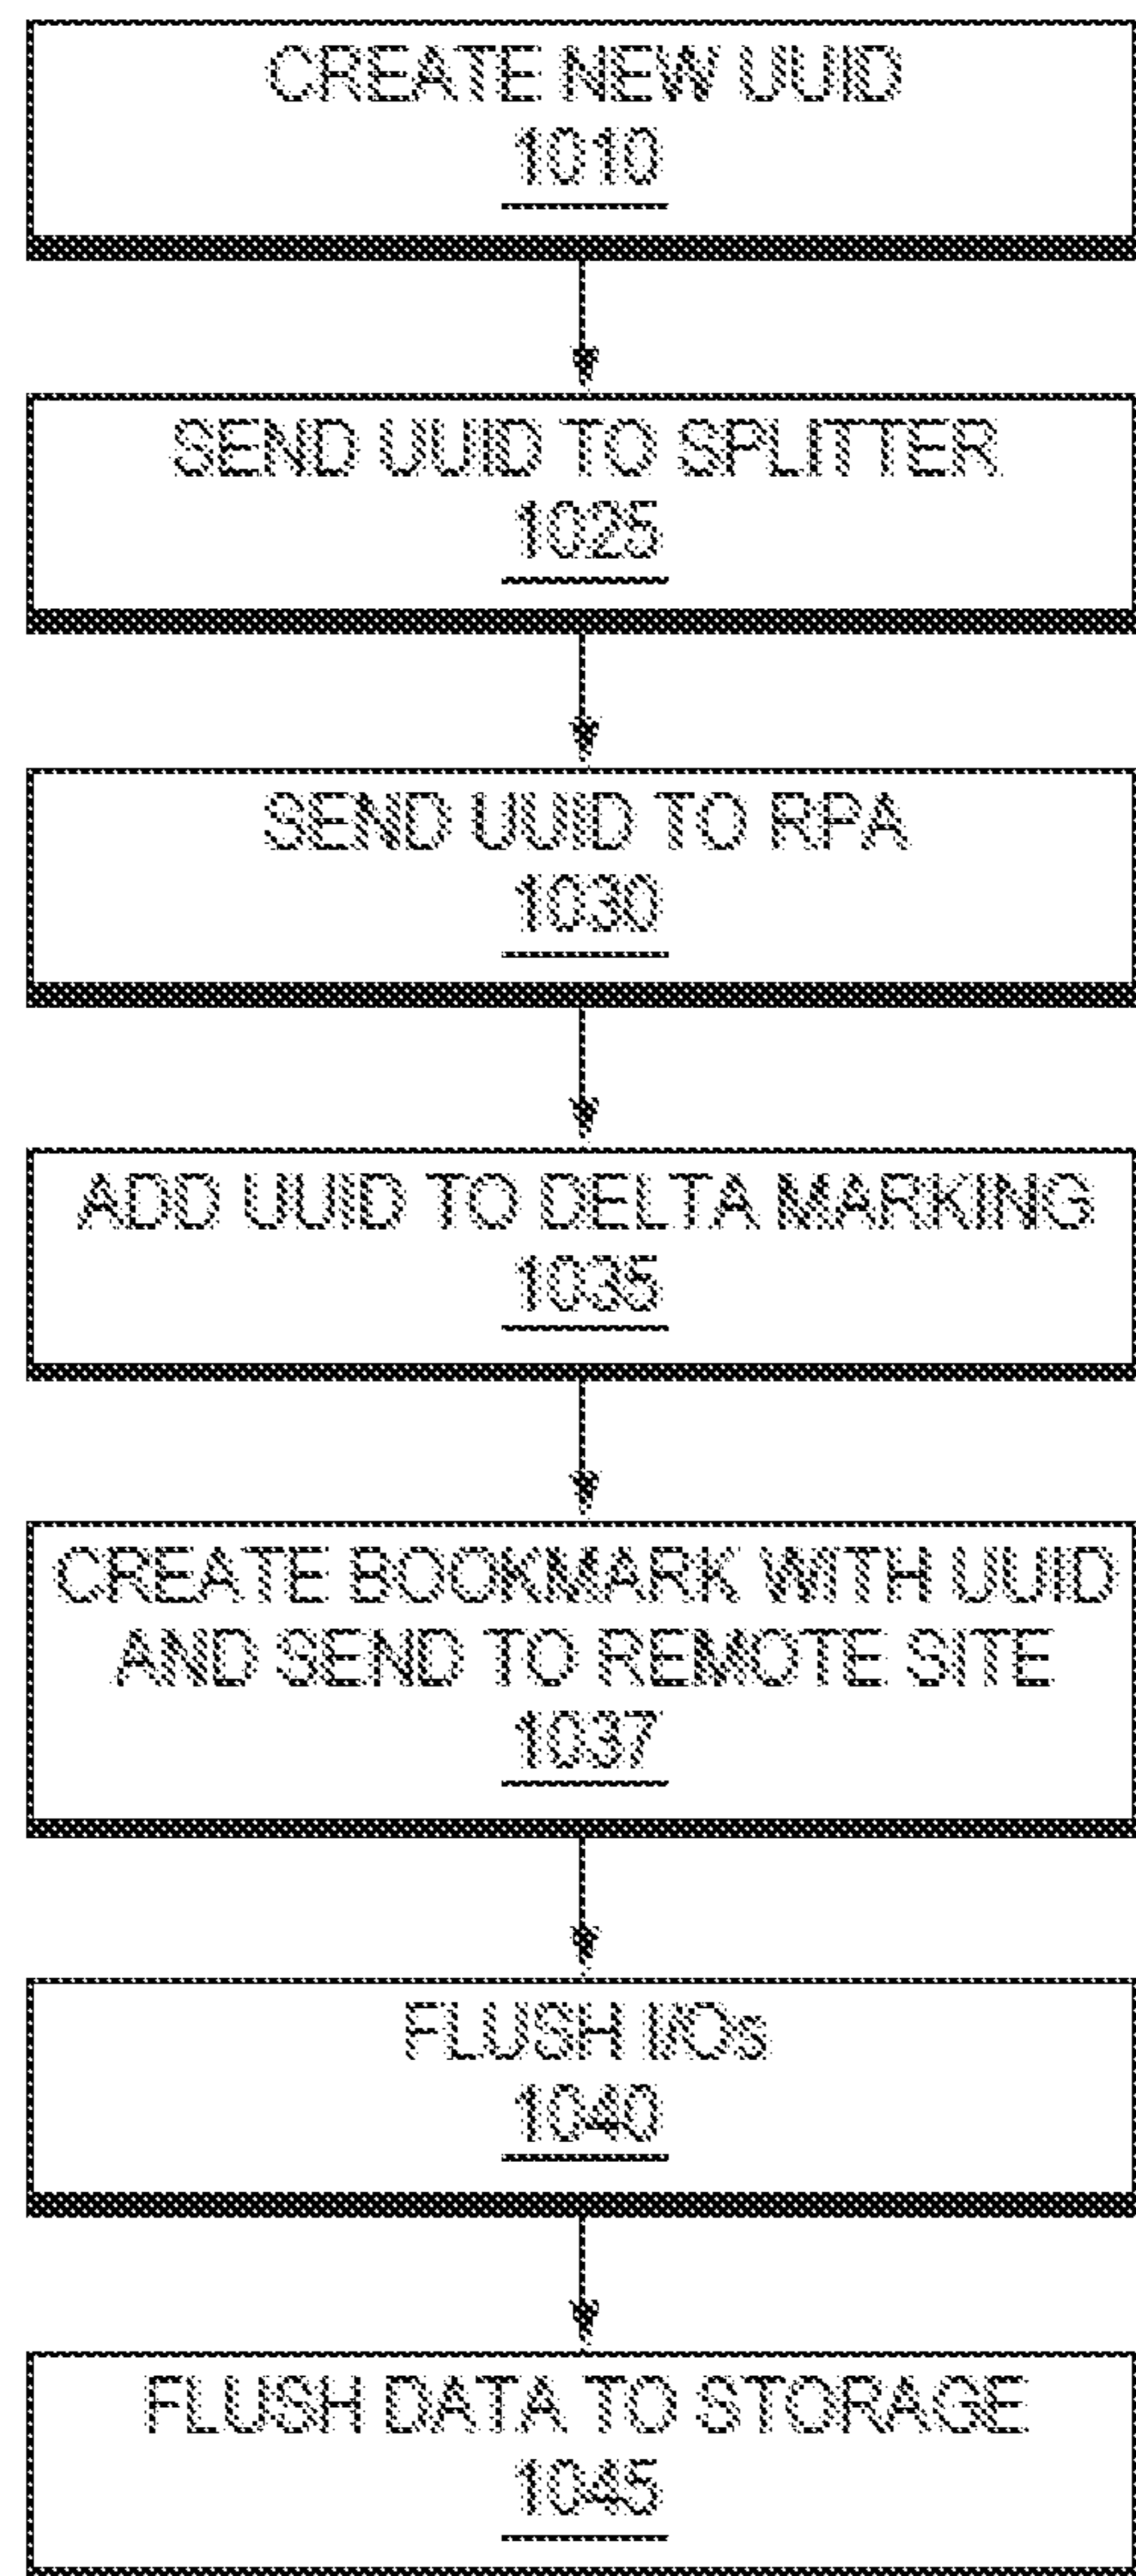 CREATE NEW UUID
1010
SEND UUID TO SPLITTER
1025
SEND UUID TO RPA
1030
ADD UUID TO DELTA MARKING
1035
CREATE BOOKMARK WITH UUID
AND SEND TO REMOTE SITE
1037
FLUSH I/Os
1040
FLUSH DATA TO STORAGE
1045